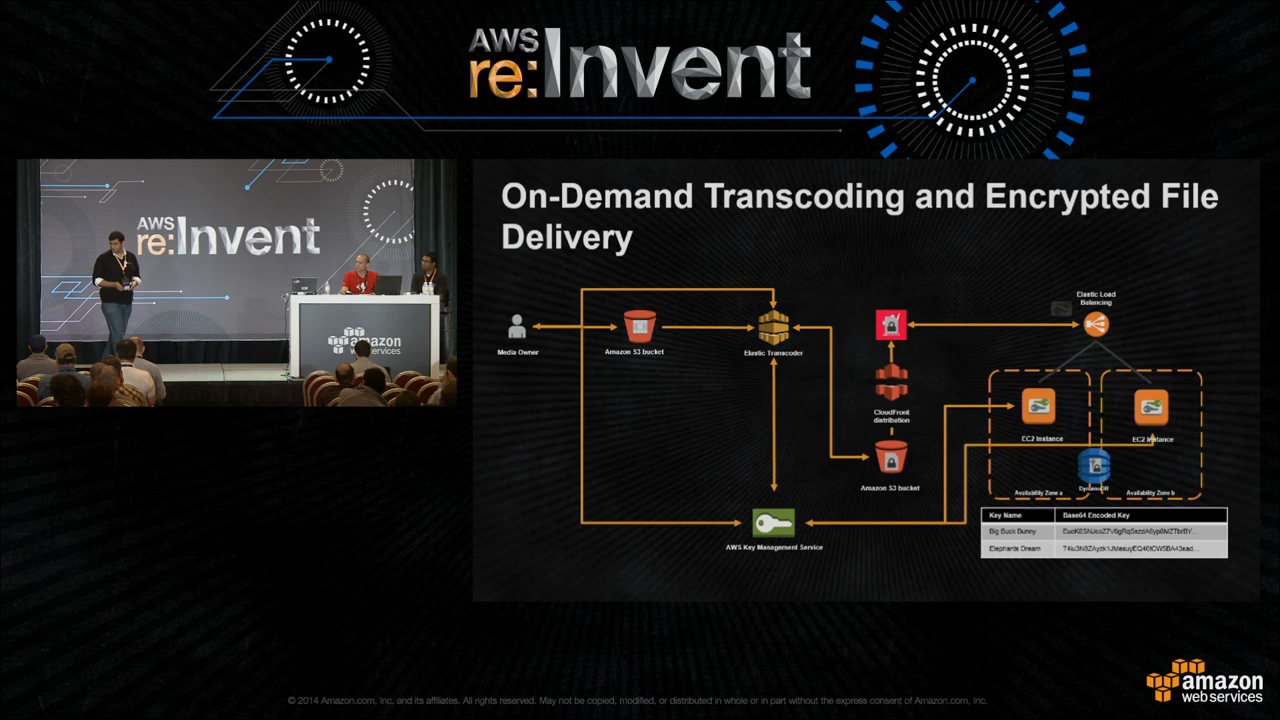 AWS
re:Invent
AWS
re:Invent
amazon
web services
On-Demand Transcoding and Encrypted File
Delivery
Media Owner
Amazon S3 bucket
Elastic Transcoder
CloudFront
distribution
Amazon S3 bucket
AWS Key Management Service
Elastic Load
Balancing
EC2 Instance
EC2 Instance
DynamoDB
Availability Zone a
Availability Zone b
Key Name Base64 Encoded Key
Big Buck Bunny
Elephants Dream
© 2014 Amazon.com, Inc. and its affiliates. All rights reserved. May not be copied, modified, or distributed in whole or in part without the express consent of Amazon.com, Inc.
amazon
web services